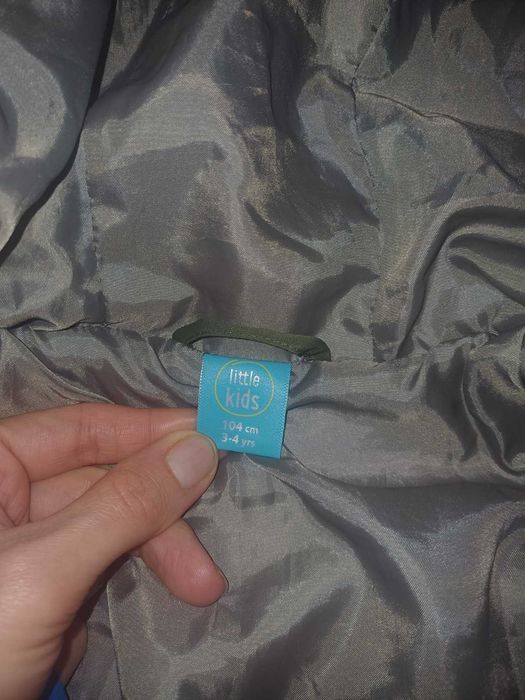 little
kids
104 cm
3-4 yrs